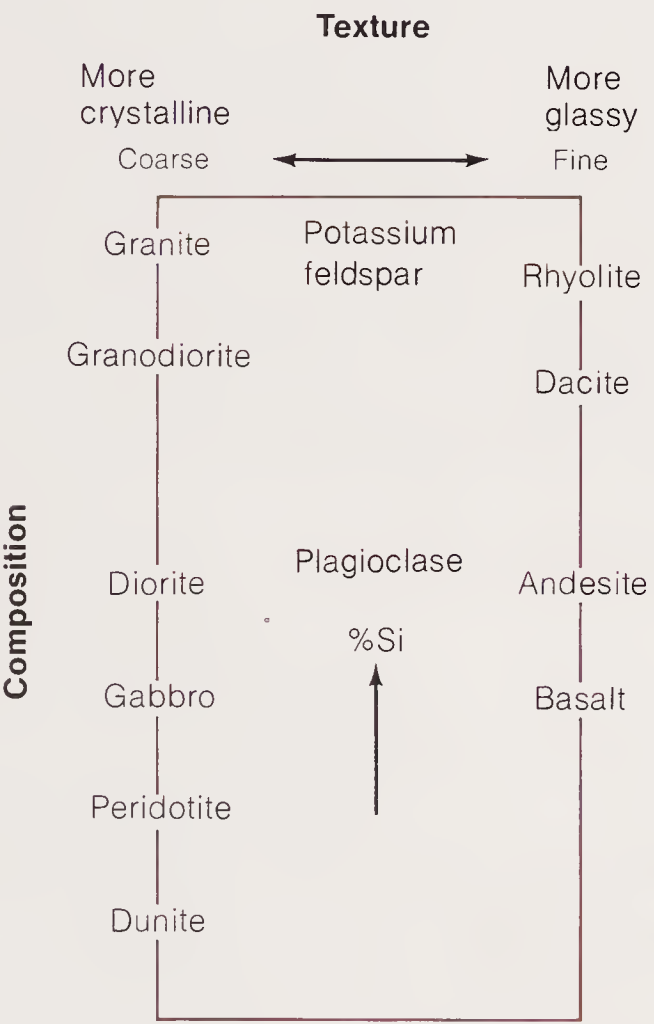 Texture
More
crystalline
More
glassy
Coarse
Fine
Granite
Potassium
feldspar
Rhyolite
Granodiorite
Dacite
Composition
Plagioclase
Diorite
Andesite
%Si
Gabbro
Basalt
Peridotite
Dunite